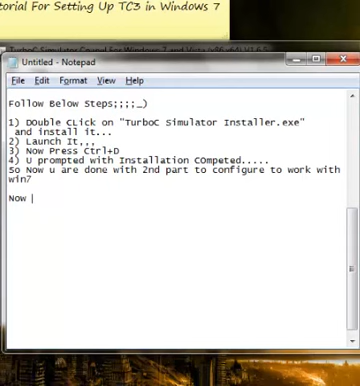 torial For Setting Up TC3 in Windows 7
TurboC Simulator
Untitled - Notepad
File Edit Format View Help
Follow Below Steps;;;;_)
1) DOuble CLick on "TurboC Simulator Installer.exe"
and install it...
2) Launch It,,,
3) Now Press Ctrl+D
4) U prompted with Installation COmpeted.....
So Now u are done with 2nd part to configure to work with
win7
Now